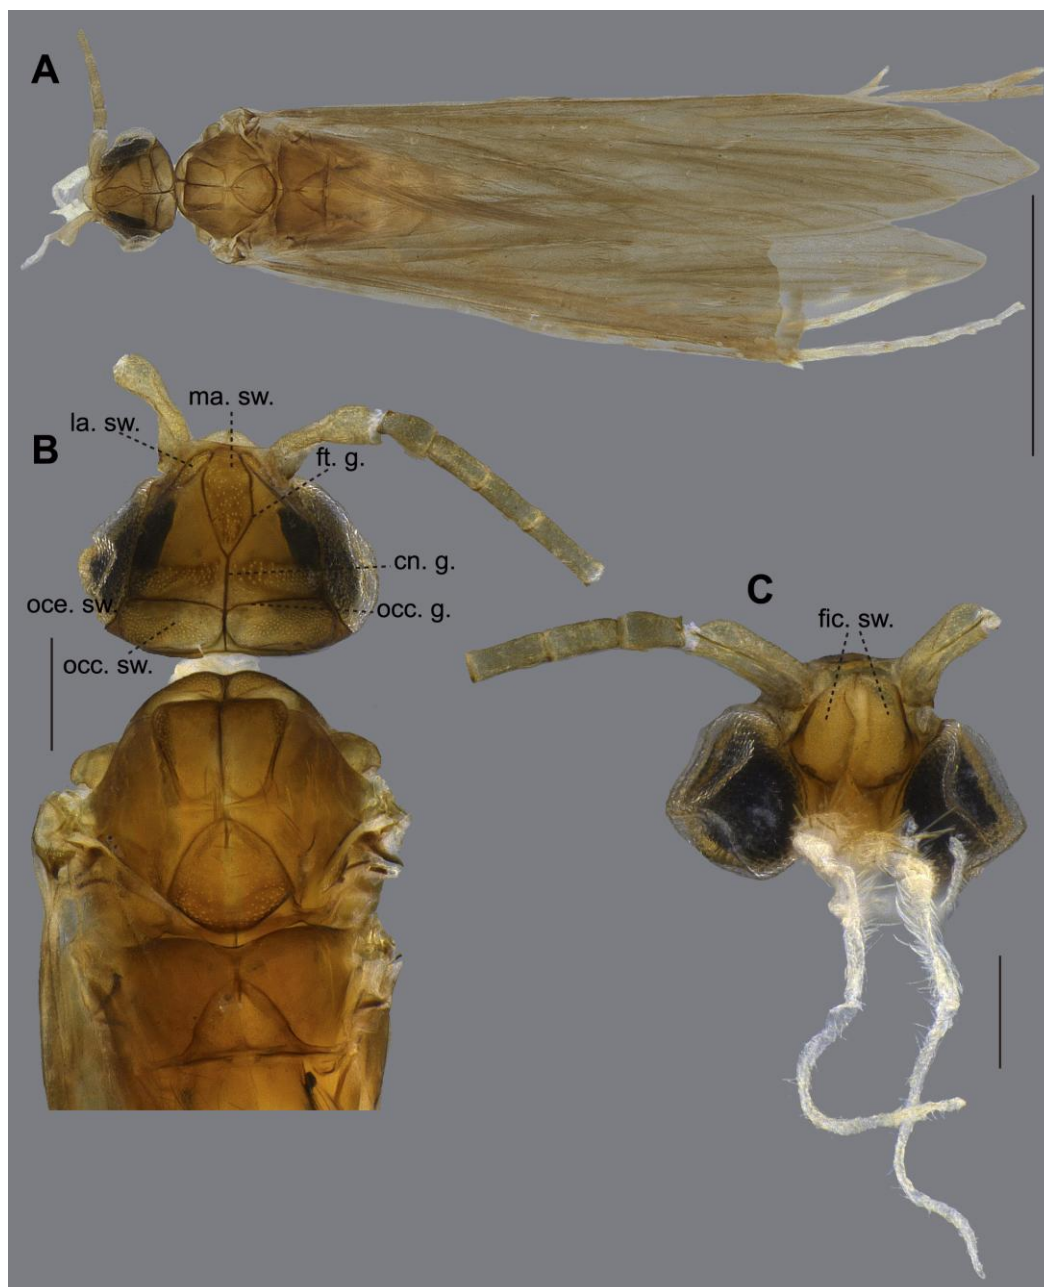 A
ma. sw.
la. sw.
B
ft. g.
cn. g.
oce. sw.
occ. g.
occ. sw.
C
fic. sw.